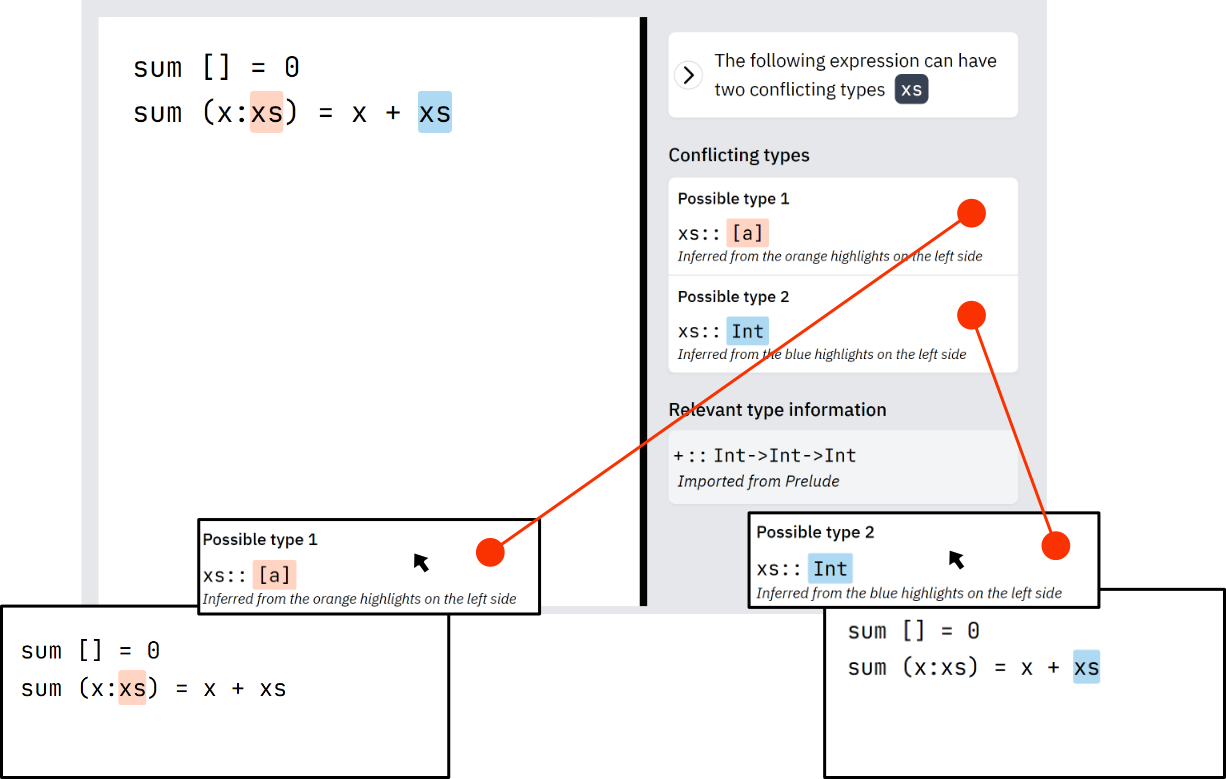 sum [] = 0
sum (x:xs) = x + xs
The following expression can have
two conflicting types xs
Conflicting types
Possible type 1
xs:: [a]
Inferred from the orange highlights on the left side
Possible type 2
xs:: Int
Inferred from the blue highlights on the left side
Relevant type information
+:: Int->Int->Int
Imported from Prelude
Possible type 1
xs:: [a]
Inferred from the orange highlights on the left side
sum [] = 0
sum (x:xs) = x + xs
Possible type 2
xs:: Int
Inferred from the blue highlights on the left side
sum [] = 0
sum (x:xs) = x + xs